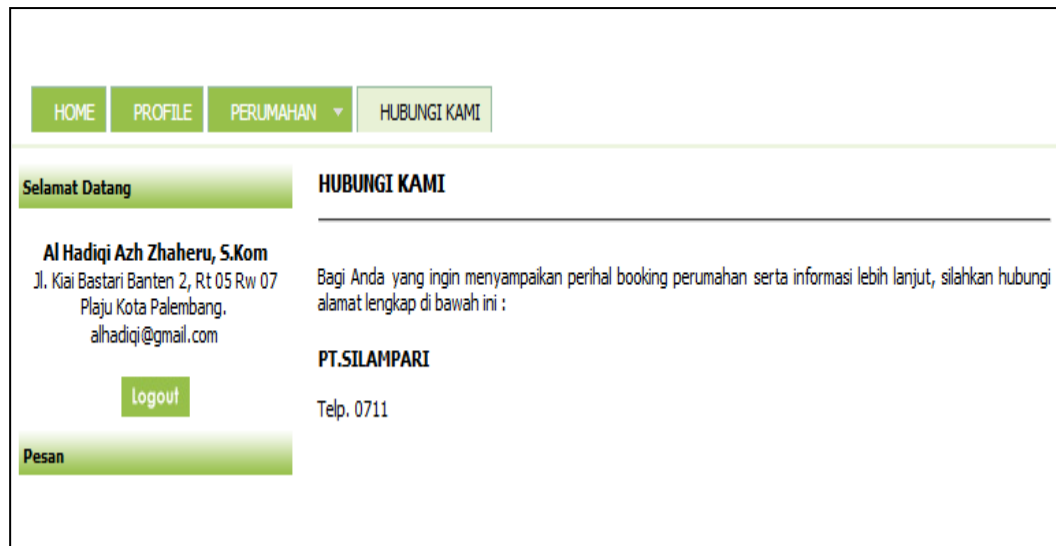 HOME PROFILE PERUMAHAN HUBUNGI KAMI
Selamat Datang
Al Hadiqi Azh Zhaheru, S.Kom
Jl. Kiai Bastari Banten 2, Rt 05 Rw 07
Plaju Kota Palembang.
alhadiqi@gmail.com
Logout
Pesan
HUBUNGI KAMI
Bagi Anda yang ingin menyampaikan perihal booking perumahan serta informasi lebih lanjut, silahkan hubungi
alamat lengkap di bawah ini :
PT.SILAMPARI
Telp. 0711